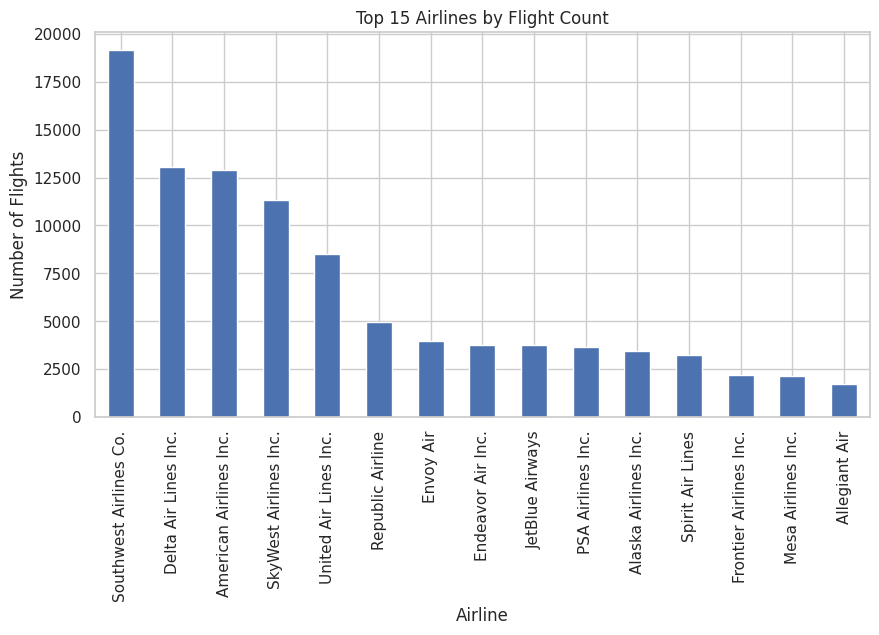 Top 15 Airlines by Flight Count
Number of Flights
20000
17500
15000
12500
10000
7500
5000
2500
0
Southwest Airlines Co.
Delta Air Lines Inc.
American Airlines Inc.
SkyWest Airlines Inc.
United Air Lines Inc.
Republic Airline
Envoy Air
Endeavor Air Inc.
JetBlue Airways
PSA Airlines Inc.
Alaska Airlines Inc.
Spirit Air Lines
Frontier Airlines Inc.
Mesa Airlines Inc.
Allegiant Air
Airline